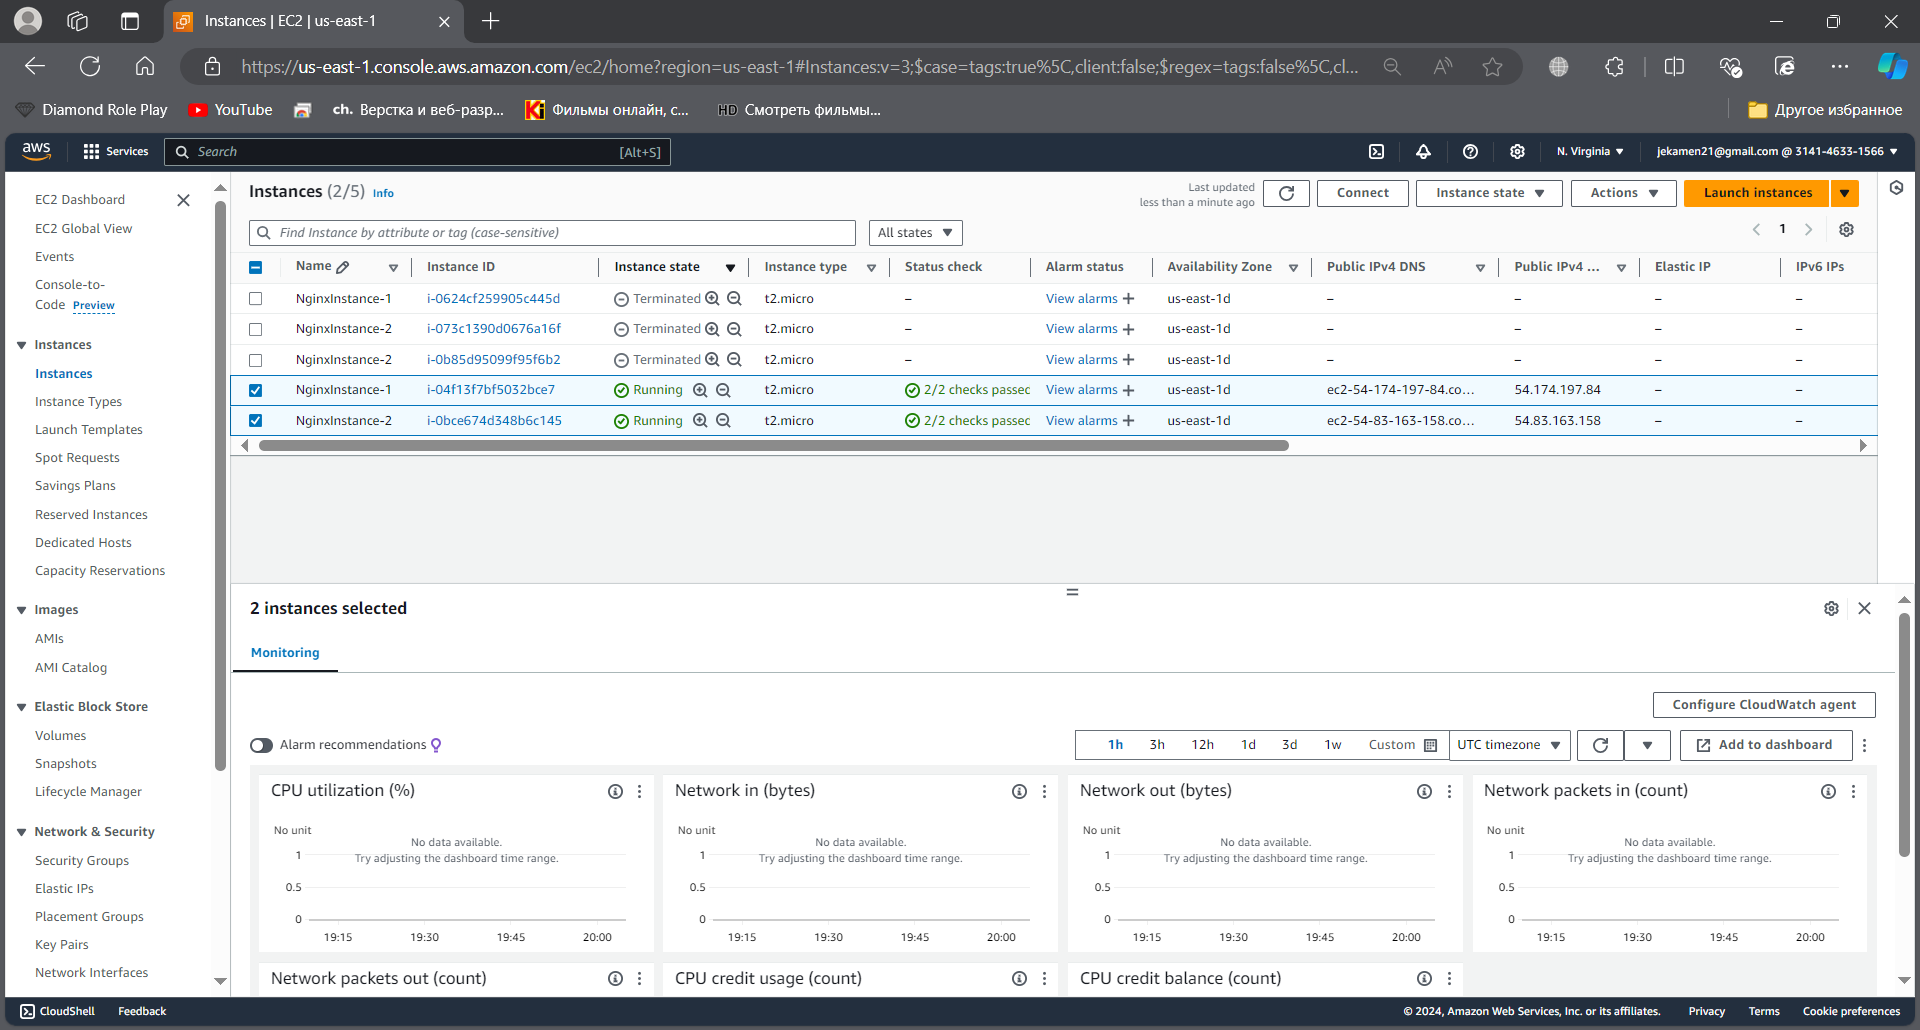 Instances | EC2 | us-east-1
https://us-east-1.console.aws.amazon.com/ec2/home?region=us-east-1#Instances:v=3;$case=tags:true%5C,client:false;$regex=tags:false%5C,cl...
Diamond Role Play YouTube ch. Верстка и веб-разр... Фильмы онлайн, с... HD Смотреть фильмы... Другое избранное
aws Services Search [Alt+S] N. Virginia jekamen21@gmail.com @ 3141-4633-1566
EC2 Dashboard
EC2 Global View
Events
Console-to-
Code Preview
Instances
Instances
Instance Types
Launch Templates
Spot Requests
Savings Plans
Reserved Instances
Dedicated Hosts
Capacity Reservations
Images
AMIs
AMI Catalog
Elastic Block Store
Volumes
Snapshots
Lifecycle Manager
Network & Security
Security Groups
Elastic IPs
Placement Groups
Key Pairs
Network Interfaces
Instances (2/5) Info
Last updated
less than a minute ago
Connect Instance state Actions Launch instances
Find Instance by attribute or tag (case-sensitive) All states 1
Name Instance ID Instance state Instance type Status check Alarm status Availability Zone Public IPv4 DNS Public IPv4 ... Elastic IP IPv6 IPs
NginxInstance-1 i-0624cf259905c445d Terminated t2.micro – View alarms + us-east-1d – – – –
NginxInstance-2 i-073c1390d0676a16f Terminated t2.micro – View alarms + us-east-1d – – – –
NginxInstance-2 i-0b85d95099f95f6b2 Terminated t2.micro – View alarms + us-east-1d – – – –
NginxInstance-1 i-04f13f7bf5032bce7 Running t2.micro 2/2 checks passec View alarms + us-east-1d ec2-54-174-197-84.co... 54.174.197.84 – –
NginxInstance-2 i-0bce674d348b6c145 Running t2.micro 2/2 checks passec View alarms + us-east-1d ec2-54-83-163-158.co... 54.83.163.158 – –
2 instances selected
Monitoring
Configure CloudWatch agent
Alarm recommendations 1h 3h 12h 1d 3d 1w Custom UTC timezone Add to dashboard
CPU utilization (%)
No unit
No data available.
Try adjusting the dashboard time range.
1
0.5
0
19:15 19:30 19:45 20:00
Network in (bytes)
No unit
No data available.
Try adjusting the dashboard time range.
1
0.5
0
19:15 19:30 19:45 20:00
Network out (bytes)
No unit
No data available.
Try adjusting the dashboard time range.
1
0.5
0
19:15 19:30 19:45 20:00
Network packets in (count)
No unit
No data available.
Try adjusting the dashboard time range.
1
0.5
0
19:15 19:30 19:45 20:00
Network packets out (count)
CPU credit usage (count)
CPU credit balance (count)
CloudShell Feedback © 2024, Amazon Web Services, Inc. or its affiliates. Privacy Terms Cookie preferences